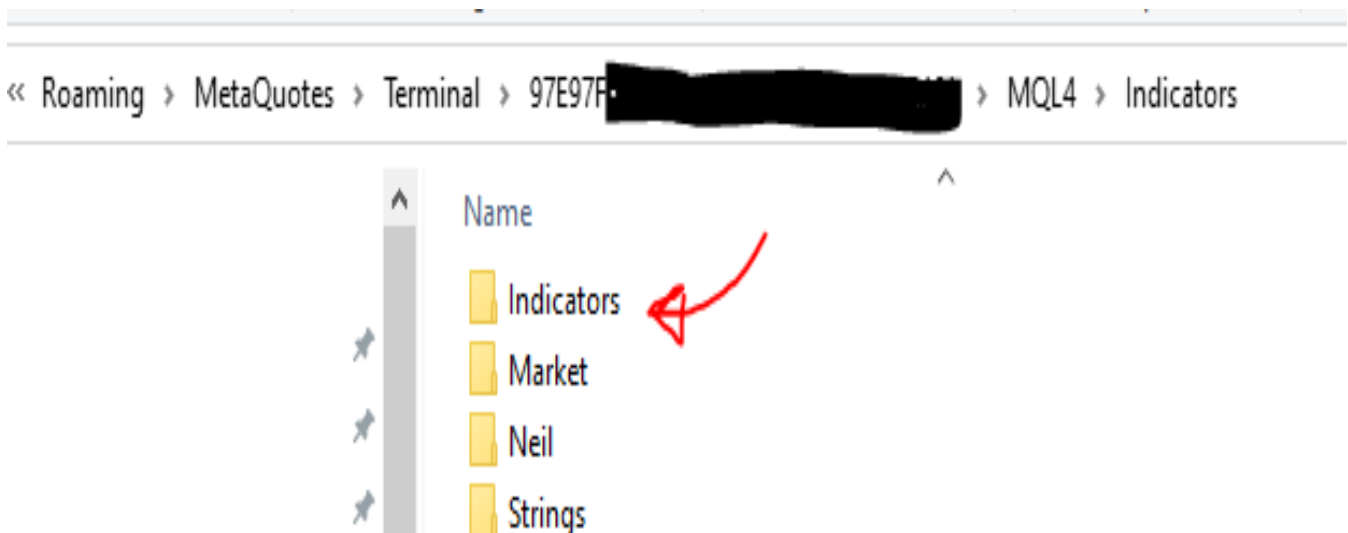 « Roaming > MetaQuotes > Terminal > 97E97F > MQL4 > Indicators
Name
Indicators
Market
Neil
Strings